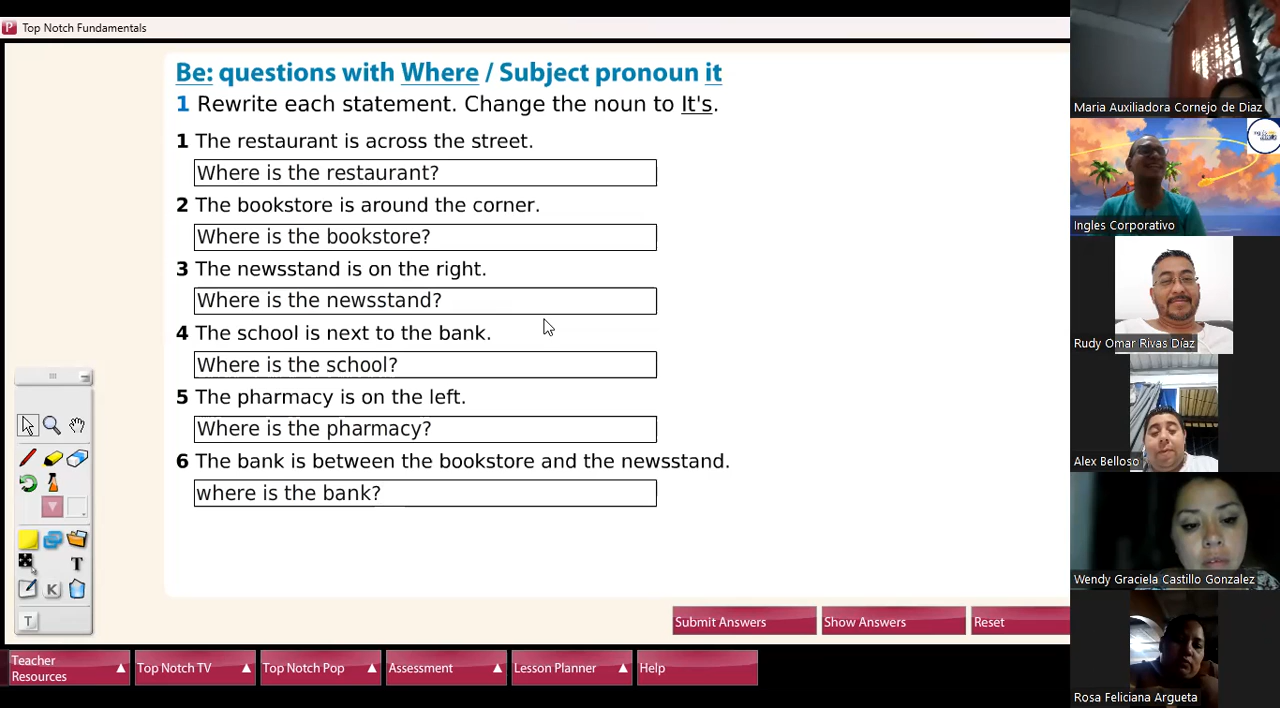 Top Notch Fundamentals
Be: questions with Where / Subject pronoun it
1 Rewrite each statement. Change the noun to It's.
1 The restaurant is across the street.
Where is the restaurant?
2 The bookstore is around the corner.
Where is the bookstore?
3 The newsstand is on the right.
Where is the newsstand?
4 The school is next to the bank.
Where is the school?
5 The pharmacy is on the left.
Where is the pharmacy?
6 The bank is between the bookstore and the newsstand.
where is the bank?
T
K
T
Submit Answers
Show Answers
Reset
Teacher
Resources
Top Notch TV
Top Notch Pop
Assessment
Lesson Planner
Help
Maria Auxiliadora Cornejo de Diaz
Ingles Corporativo
Rudy Omar Rivas Díaz
Alex Belloso
Wendy Graciela Castillo Gonzalez
Rosa Feliciana Argueta